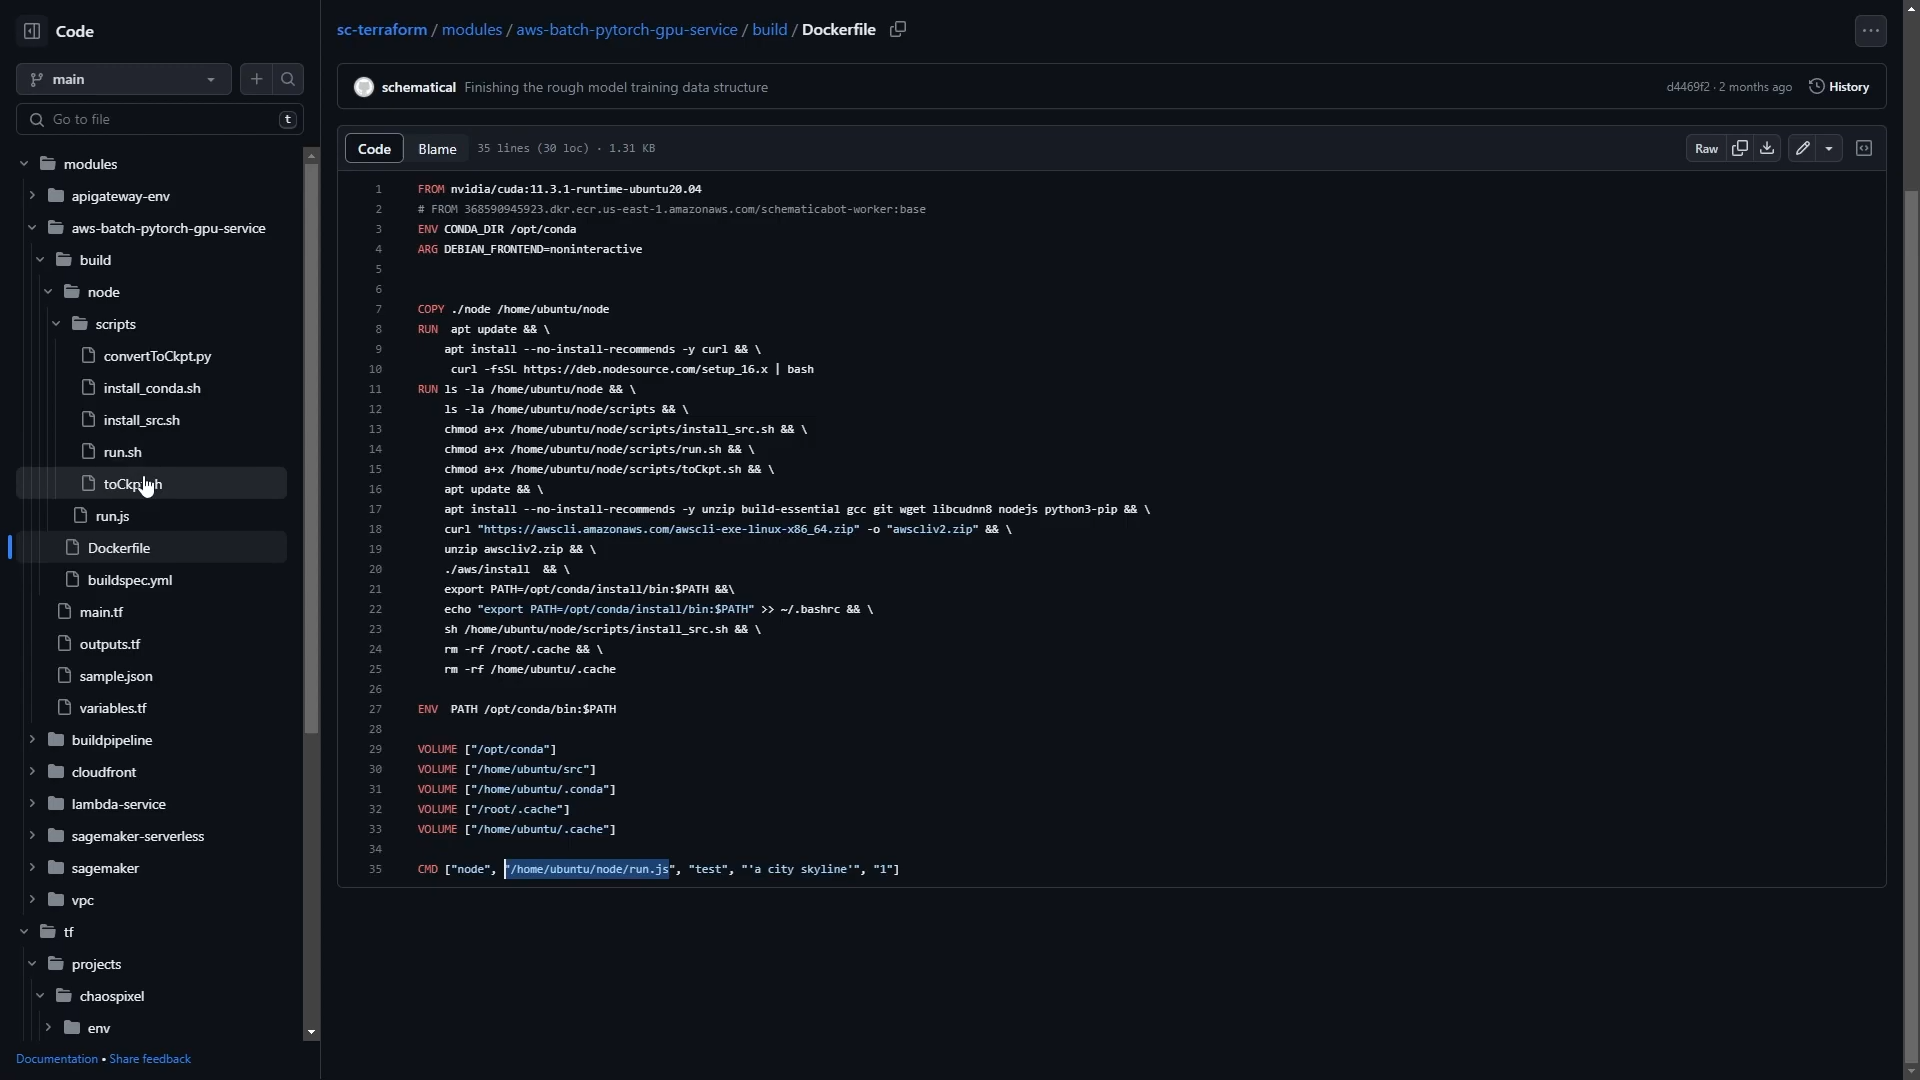 Code
main
Go to file
t
modules
apigateway-env
aws-batch-pytorch-gpu-service
build
node
scripts
convertToCkpt.py
install_conda.sh
install_src.sh
run.sh
run.js
Dockerfile
buildspec.yml
main.tf
outputs.tf
sample.json
variables.tf
buildpipeline
cloudfront
lambda-service
sagemaker-serverless
sagemaker
vpc
tf
projects
chaospixel
env
Documentation • Share feedback
sc-terraform / modules / aws-batch-pytorch-gpu-service / build / Dockerfile
schematical Finishing the rough model training data structure
d4469f2 · 2 months ago History
Code Blame 35 lines (30 loc) · 1.31 KB
Raw
1 FROM nvidia/cuda:11.3.1-runtime-ubuntu20.04
2 # FROM 368590945923.dkr.ecr.us-east-1.amazonaws.com/schematicabot-worker:base
3 ENV CONDA_DIR /opt/conda
4 ARG DEBIAN_FRONTEND=noninteractive
5
6
7 COPY ./node /home/ubuntu/node
8 RUN apt update && \
9 apt install --no-install-recommends -y curl && \
10 curl -fsSL https://deb.nodesource.com/setup_16.x | bash
11 RUN ls -la /home/ubuntu/node && \
12 ls -la /home/ubuntu/node/scripts && \
13 chmod a+x /home/ubuntu/node/scripts/install_src.sh && \
14 chmod a+x /home/ubuntu/node/scripts/run.sh && \
15 chmod a+x /home/ubuntu/node/scripts/toCkpt.sh && \
16 apt update && \
17 apt install --no-install-recommends -y unzip build-essential gcc git wget libcudnn8 nodejs python3-pip && \
18 curl "https://awscli.amazonaws.com/awscli-exe-linux-x86_64.zip" -o "awscliv2.zip" && \
19 unzip awscliv2.zip && \
20 ./aws/install && \
21 export PATH=/opt/conda/install/bin:$PATH &&\
22 echo "export PATH=/opt/conda/install/bin:$PATH" >> ~/.bashrc && \
23 sh /home/ubuntu/node/scripts/install_src.sh && \
24 rm -rf /root/.cache && \
25 rm -rf /home/ubuntu/.cache
26
27 ENV PATH /opt/conda/bin:$PATH
28
29 VOLUME ["/opt/conda"]
30 VOLUME ["/home/ubuntu/src"]
31 VOLUME ["/home/ubuntu/.conda"]
32 VOLUME ["/root/.cache"]
33 VOLUME ["/home/ubuntu/.cache"]
34
35 CMD ["node", "/home/ubuntu/node/run.js", "test", "'a city skyline'", "1"]